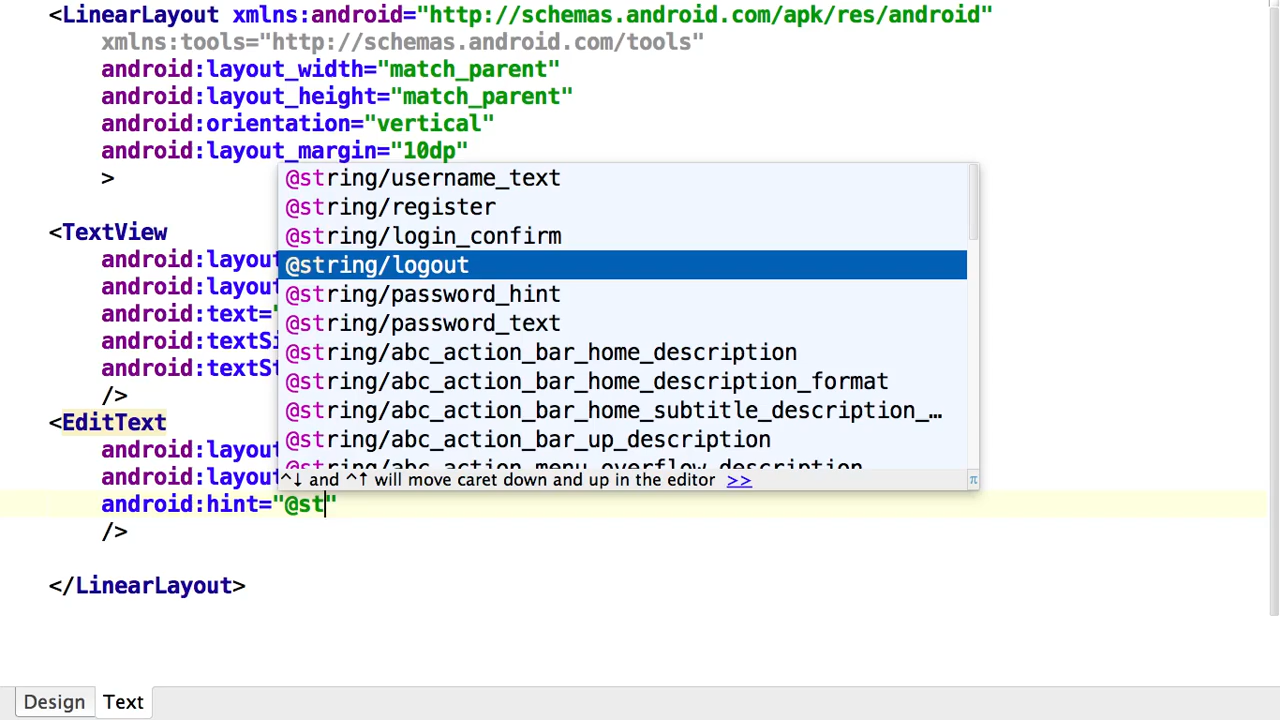 <LinearLayout xmlns:android="http://schemas.android.com/apk/res/android"
xmlns:tools="http://schemas.android.com/tools"
android:layout_width="match_parent"
android:layout_height="match_parent"
android:orientation="vertical"
android:layout_margin="10dp"
>
@string/username_text
@string/register
@string/login_confirm
@string/logout
@string/password_hint
@string/password_text
@string/abc_action_bar_home_description
@string/abc_action_bar_home_description_format
@string/abc_action_bar_home_subtitle_description_…
@string/abc_action_bar_up_description
@string/abc_action_menu_overflow_description
^↓ and ^↑ will move caret down and up in the editor >>
π
<TextView
android:layou
android:layou
android:text="
android:textSi
android:textSt
/>
<EditText
android:layou
android:layou
android:hint="@st"
/>
</LinearLayout>
Design
Text